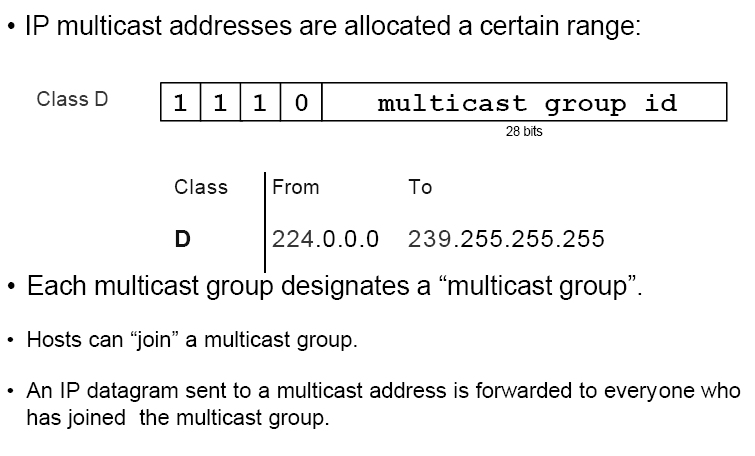 • IP multicast addresses are allocated a certain range:
Class D 1 1 1 0 multicast group id
28 bits
Class From To
D 224.0.0.0 239.255.255.255
• Each multicast group designates a “multicast group”.
• Hosts can “join” a multicast group.
• An IP datagram sent to a multicast address is forwarded to everyone who
has joined the multicast group.